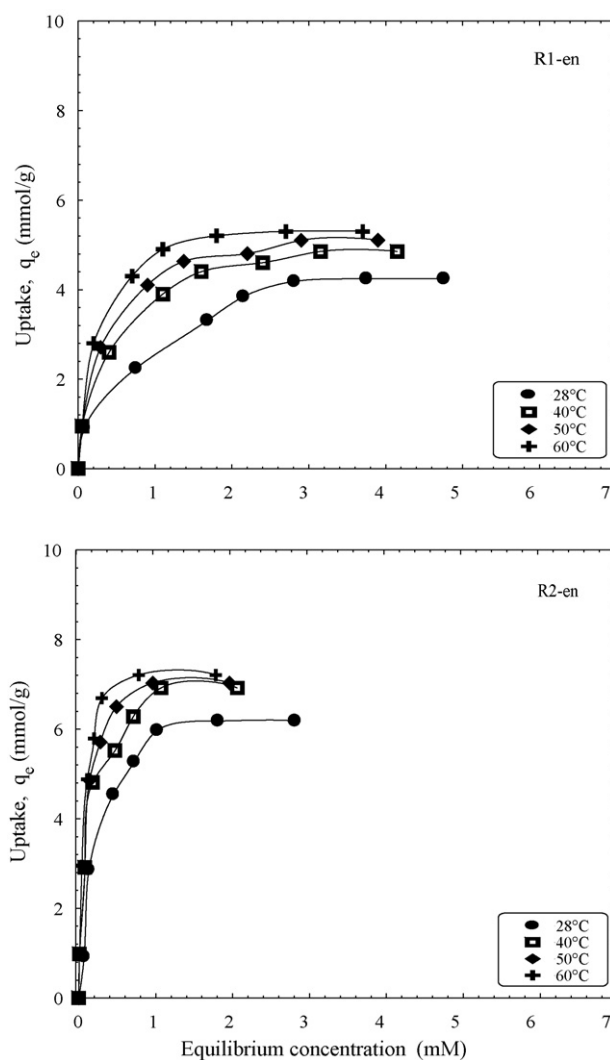 10
R1-en
8
6
Uptake, qe (mmol/g)
4
28°C
40°C
50°C
60°C
2
0
0 1 2 3 4 5 6 7
10
R2-en
8
6
Uptake, qe (mmol/g)
4
28°C
40°C
50°C
60°C
2
0
0 1 2 3 4 5 6 7
Equilibrium concentration (mM)